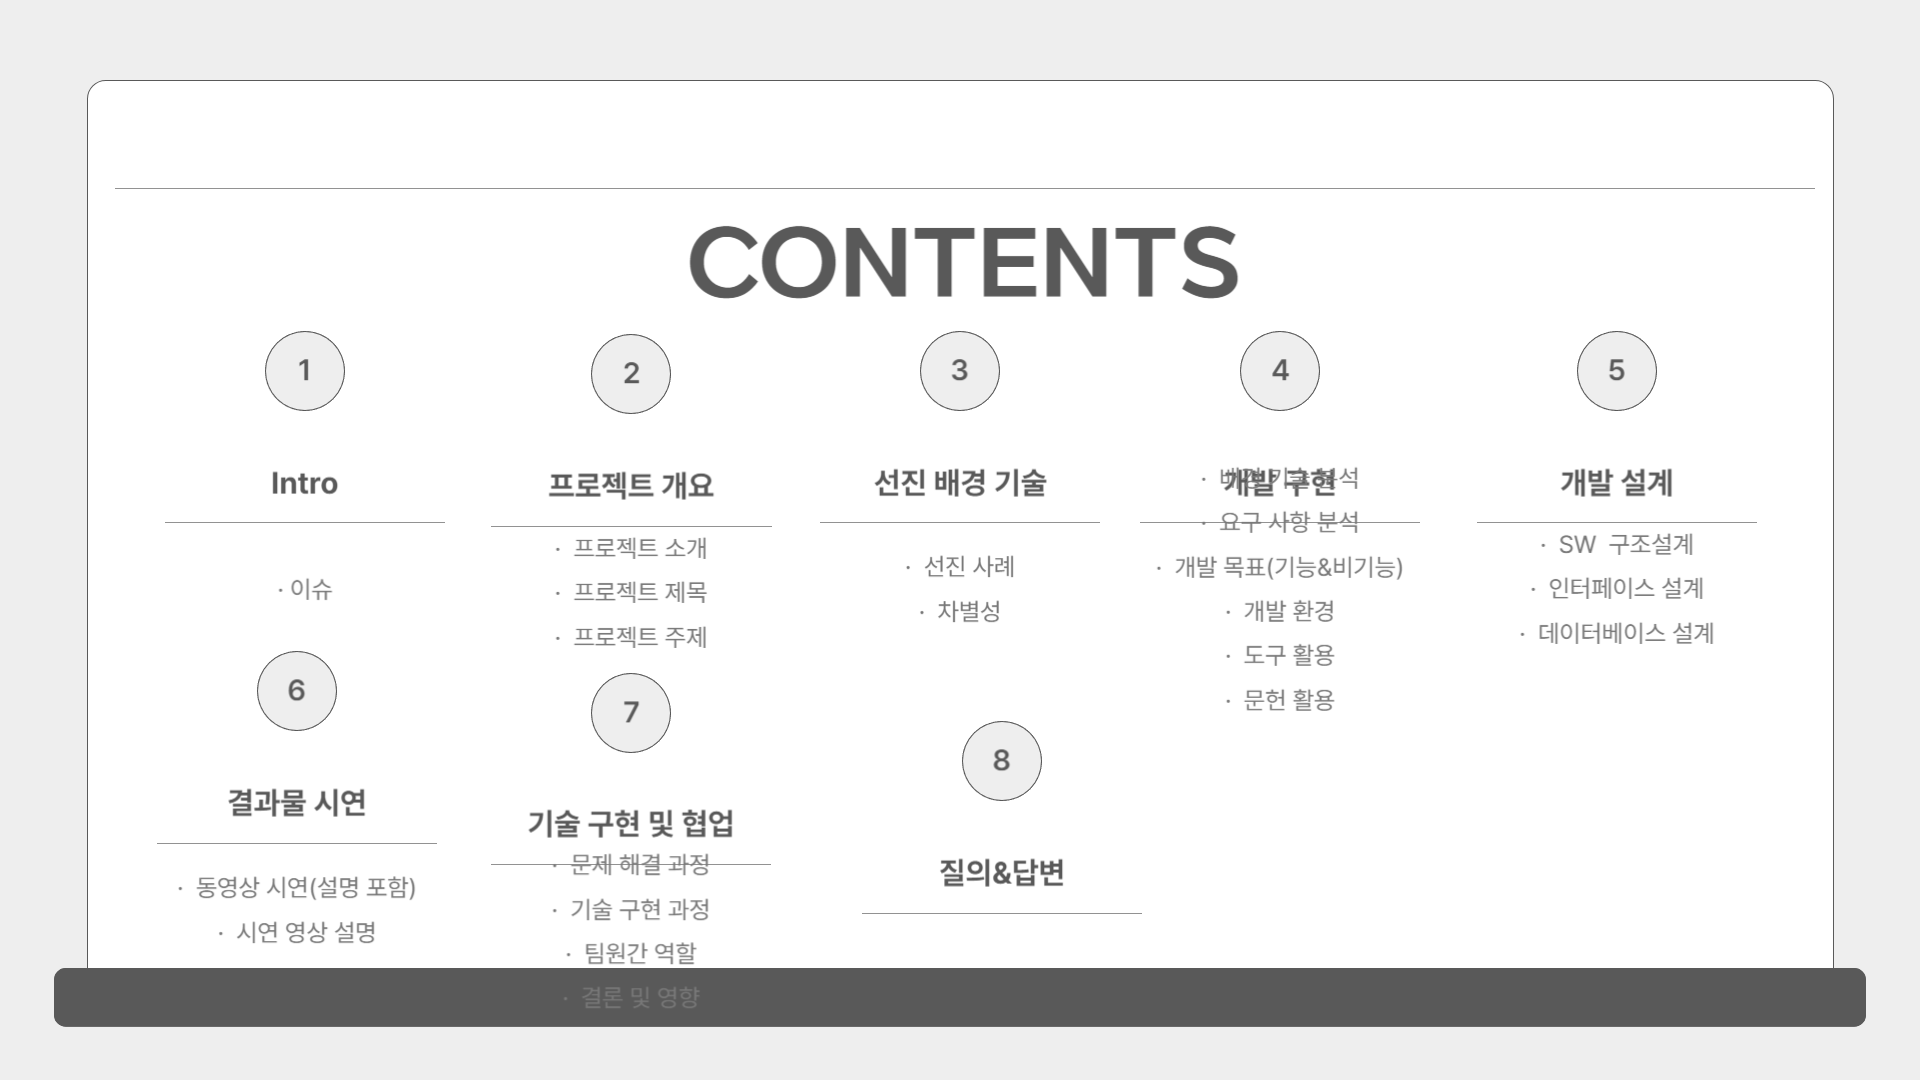 CONTENTS
1
Intro
· 이슈
2
프로젝트 개요
· 프로젝트 소개
· 프로젝트 제목
· 프로젝트 주제
3
선진 배경 기술
· 선진 사례
· 차별성
4
개발 구현
· 배경 기술 분석
· 요구 사항 분석
· 개발 목표(기능&비기능)
· 개발 환경
· 도구 활용
· 문헌 활용
5
개발 설계
· SW 구조설계
· 인터페이스 설계
· 데이터베이스 설계
6
결과물 시연
· 동영상 시연(설명 포함)
· 시연 영상 설명
7
기술 구현 및 협업
· 문제 해결 과정
· 기술 구현 과정
· 팀원간 역할
· 결론 및 영향
8
질의&답변